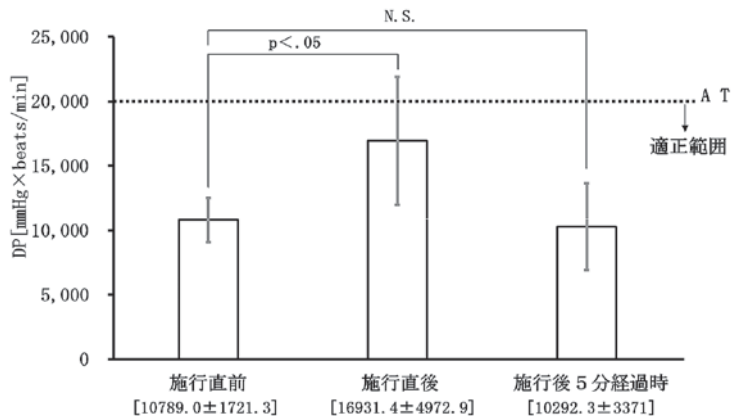 N.S.
p<.05
25,000
20,000
15,000
10,000
5,000
0
DP[mmHg×beats/min]
AT
適正範囲
施行直前
[10789.0±1721.3]
施行直後
[16931.4±4972.9]
施行後5分経過時
[10292.3±3371]